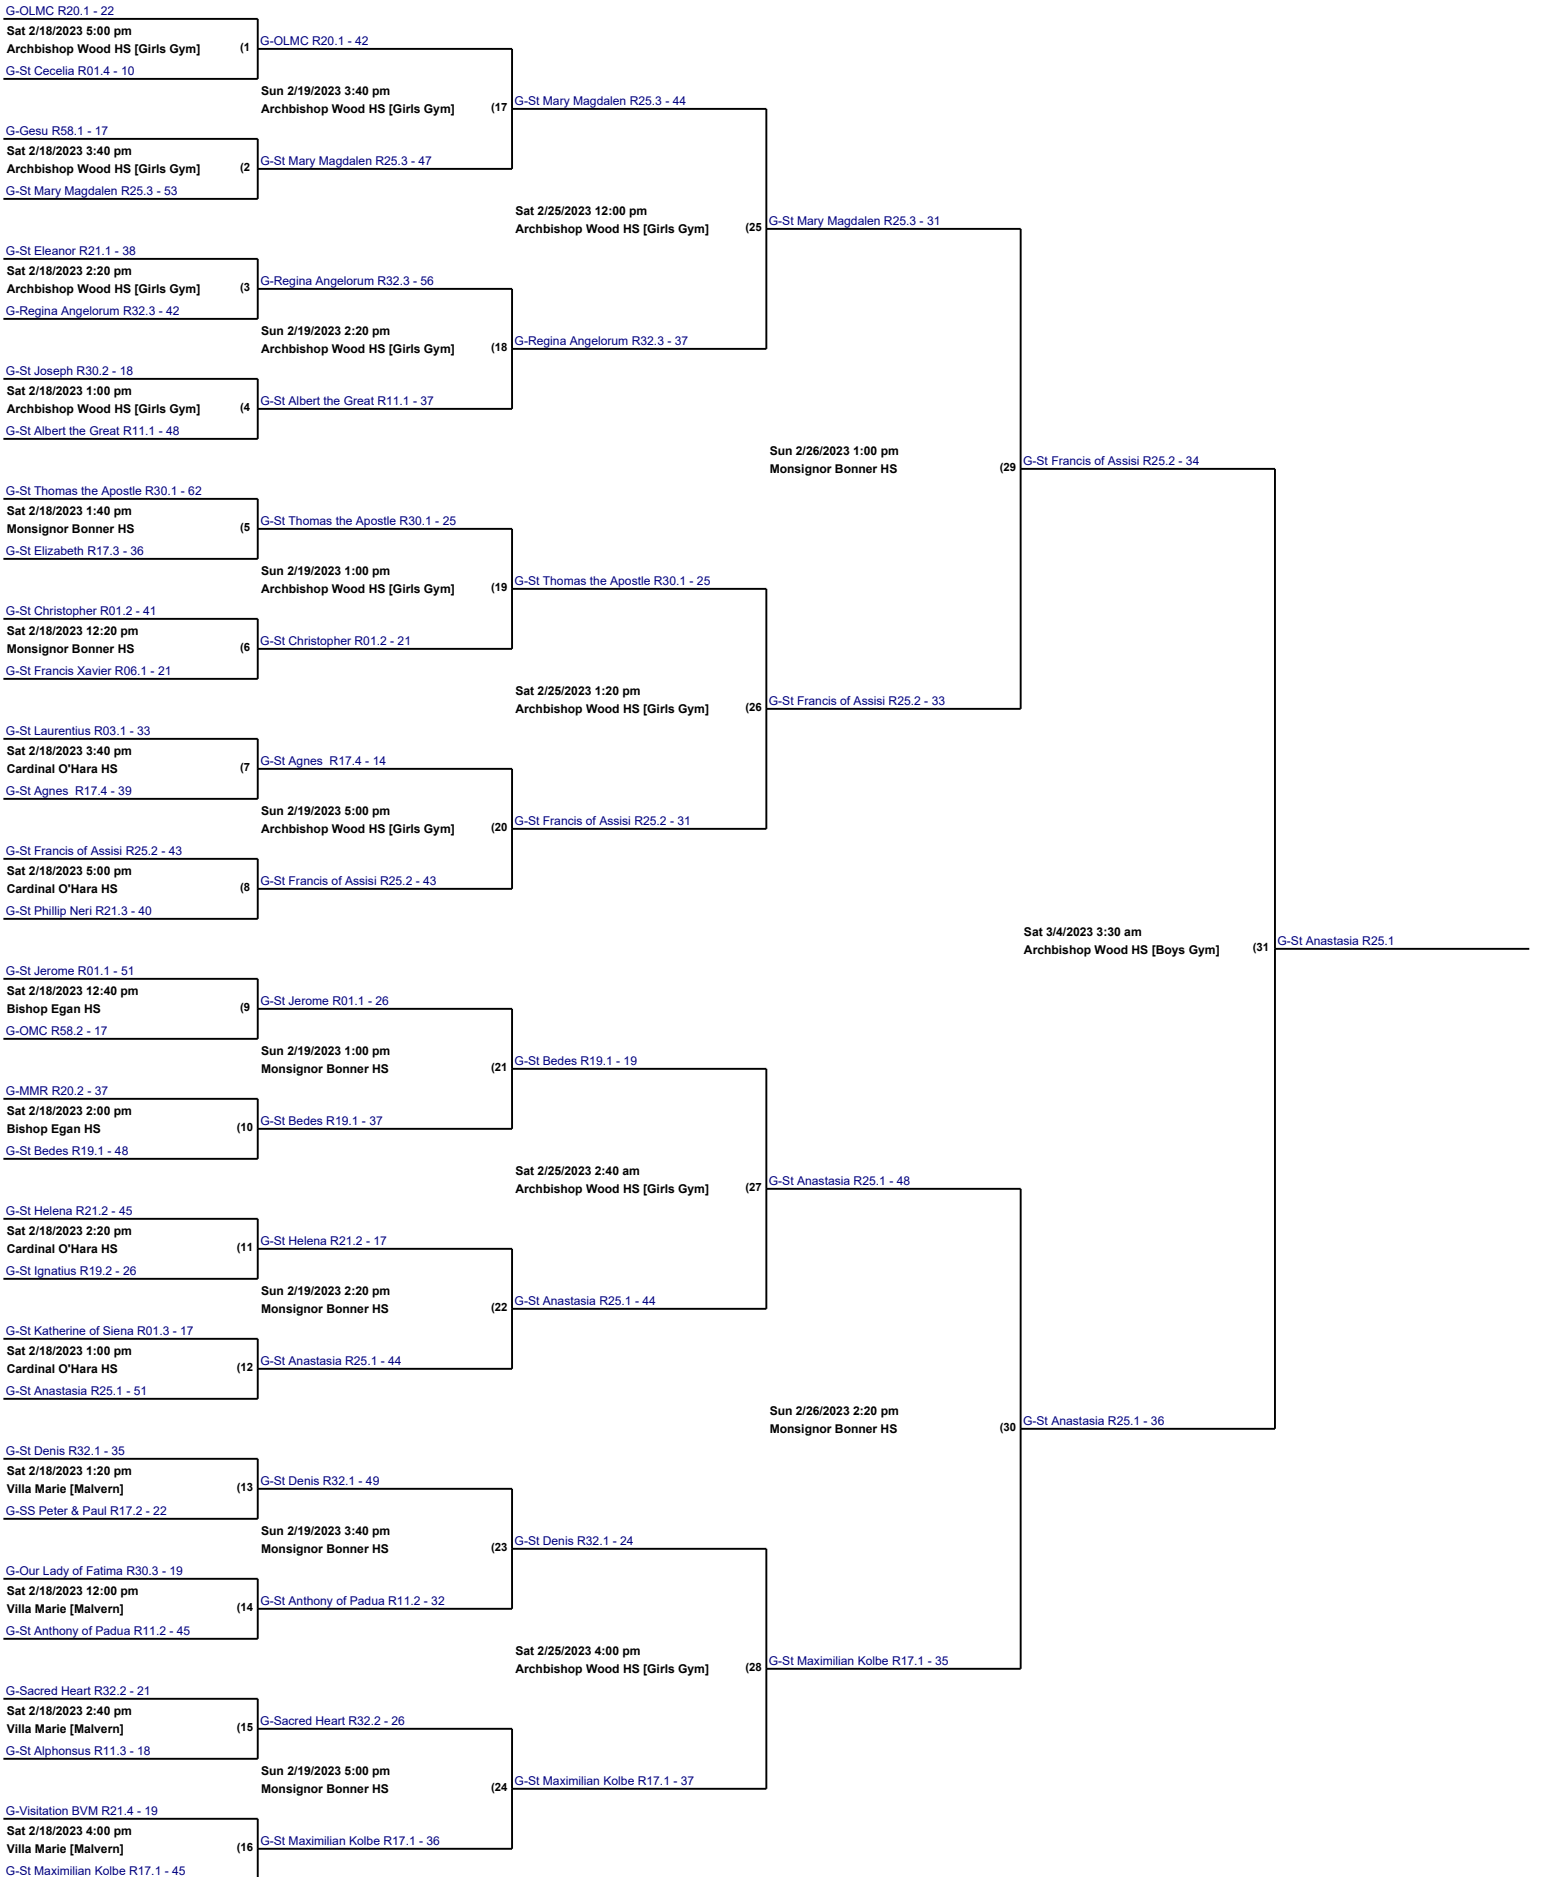 G-OLMC R20.1 - 22
Sat 2/18/2023 5:00 pm
Archbishop Wood HS [Girls Gym] (1
G-St Cecelia R01.4 - 10
G-Gesu R58.1 - 17
Sat 2/18/2023 3:40 pm
Archbishop Wood HS [Girls Gym] (2
G-St Mary Magdalen R25.3 - 53
G-St Eleanor R21.1 - 38
Sat 2/18/2023 2:20 pm
Archbishop Wood HS [Girls Gym] (3
G-Regina Angelorum R32.3 - 42
G-St Joseph R30.2 - 18
Sat 2/18/2023 1:00 pm
Archbishop Wood HS [Girls Gym] (4
G-St Albert the Great R11.1 - 48
G-St Thomas the Apostle R30.1 - 62
Sat 2/18/2023 1:40 pm
Monsignor Bonner HS (5
G-St Elizabeth R17.3 - 36
G-St Christopher R01.2 - 41
Sat 2/18/2023 12:20 pm
Monsignor Bonner HS (6
G-St Francis Xavier R06.1 - 21
G-St Laurentius R03.1 - 33
Sat 2/18/2023 3:40 pm
Cardinal O'Hara HS (7
G-St Agnes  R17.4 - 39
G-St Francis of Assisi R25.2 - 43
Sat 2/18/2023 5:00 pm
Cardinal O'Hara HS (8
G-St Phillip Neri R21.3 - 40
G-St Jerome R01.1 - 51
Sat 2/18/2023 12:40 pm
Bishop Egan HS (9
G-OMC R58.2 - 17
G-MMR R20.2 - 37
Sat 2/18/2023 2:00 pm
Bishop Egan HS (10
G-St Bedes R19.1 - 48
G-St Helena R21.2 - 45
Sat 2/18/2023 2:20 pm
Cardinal O'Hara HS (11
G-St Ignatius R19.2 - 26
G-St Katherine of Siena R01.3 - 17
Sat 2/18/2023 1:00 pm
Cardinal O'Hara HS (12
G-St Anastasia R25.1 - 51
G-St Denis R32.1 - 35
Sat 2/18/2023 1:20 pm
Villa Marie [Malvern] (13
G-SS Peter & Paul R17.2 - 22
G-Our Lady of Fatima R30.3 - 19
Sat 2/18/2023 12:00 pm
Villa Marie [Malvern] (14
G-St Anthony of Padua R11.2 - 45
G-Sacred Heart R32.2 - 21
Sat 2/18/2023 2:40 pm
Villa Marie [Malvern] (15
G-St Alphonsus R11.3 - 18
G-Visitation BVM R21.4 - 19
Sat 2/18/2023 4:00 pm
Villa Marie [Malvern] (16
G-St Maximilian Kolbe R17.1 - 45
G-OLMC R20.1 - 42
Sun 2/19/2023 3:40 pm
Archbishop Wood HS [Girls Gym] (17
G-St Mary Magdalen R25.3 - 47
G-Regina Angelorum R32.3 - 56
Sun 2/19/2023 2:20 pm
Archbishop Wood HS [Girls Gym] (18
G-St Albert the Great R11.1 - 37
G-St Thomas the Apostle R30.1 - 25
Sun 2/19/2023 1:00 pm
Archbishop Wood HS [Girls Gym] (19
G-St Christopher R01.2 - 21
G-St Agnes  R17.4 - 14
Sun 2/19/2023 5:00 pm
Archbishop Wood HS [Girls Gym] (20
G-St Francis of Assisi R25.2 - 43
G-St Jerome R01.1 - 26
Sun 2/19/2023 1:00 pm
Monsignor Bonner HS (21
G-St Bedes R19.1 - 37
G-St Helena R21.2 - 17
Sun 2/19/2023 2:20 pm
Monsignor Bonner HS (22
G-St Anastasia R25.1 - 44
G-St Denis R32.1 - 49
Sun 2/19/2023 3:40 pm
Monsignor Bonner HS (23
G-St Anthony of Padua R11.2 - 32
G-Sacred Heart R32.2 - 26
Sun 2/19/2023 5:00 pm
Monsignor Bonner HS (24
G-St Maximilian Kolbe R17.1 - 36
G-St Mary Magdalen R25.3 - 44
Sat 2/25/2023 12:00 pm
Archbishop Wood HS [Girls Gym] (25
G-Regina Angelorum R32.3 - 37
G-St Thomas the Apostle R30.1 - 25
Sat 2/25/2023 1:20 pm
Archbishop Wood HS [Girls Gym] (26
G-St Francis of Assisi R25.2 - 31
G-St Bedes R19.1 - 19
Sat 2/25/2023 2:40 am
Archbishop Wood HS [Girls Gym] (27
G-St Anastasia R25.1 - 44
G-St Denis R32.1 - 24
Sat 2/25/2023 4:00 pm
Archbishop Wood HS [Girls Gym] (28
G-St Maximilian Kolbe R17.1 - 37
G-St Mary Magdalen R25.3 - 31
Sun 2/26/2023 1:00 pm
Monsignor Bonner HS (29
G-St Francis of Assisi R25.2 - 33
G-St Anastasia R25.1 - 48
Sun 2/26/2023 2:20 pm
Monsignor Bonner HS (30
G-St Maximilian Kolbe R17.1 - 35
G-St Francis of Assisi R25.2 - 34
Sat 3/4/2023 3:30 am
Archbishop Wood HS [Boys Gym] (31
G-St Anastasia R25.1 - 36
G-St Anastasia R25.1